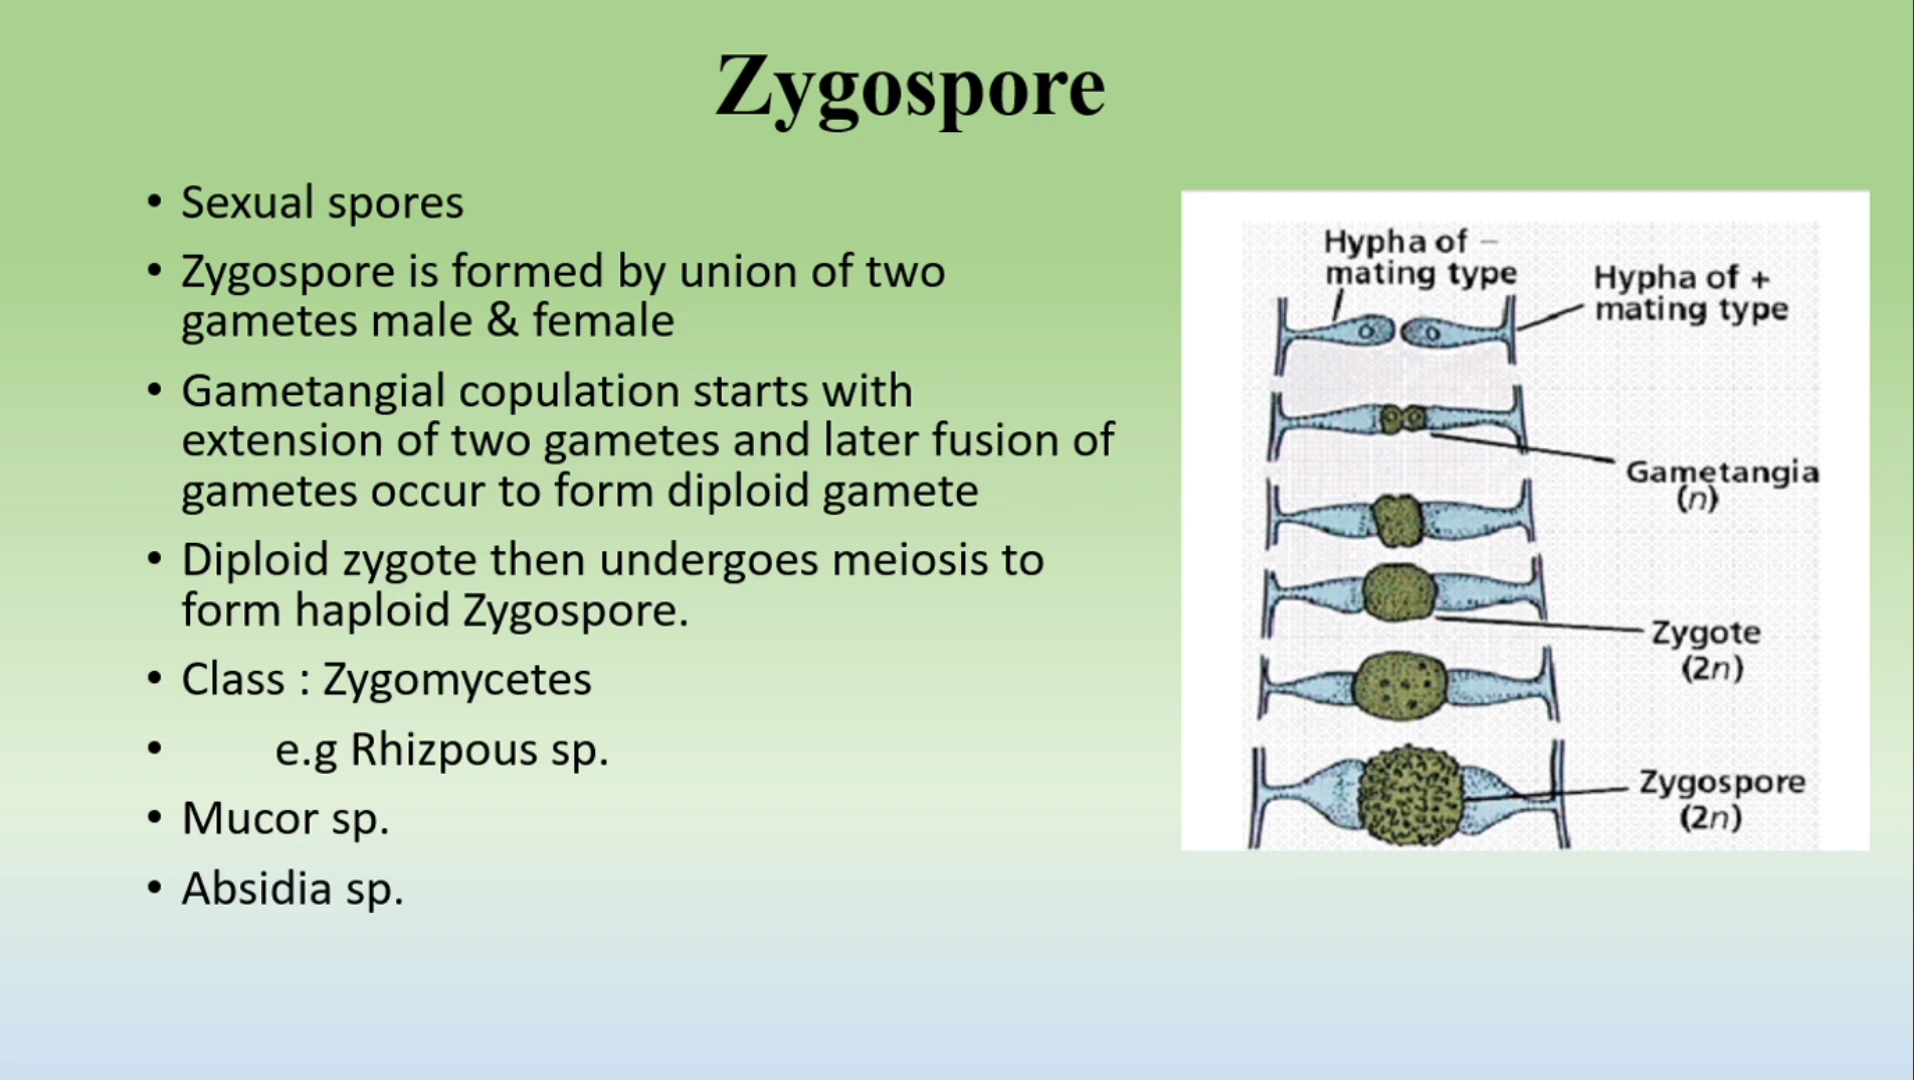 Zygospore
• Sexual spores
• Zygospore is formed by union of two
gametes male & female
• Gametangial copulation starts with
extension of two gametes and later fusion of
gametes occur to form diploid gamete
• Diploid zygote then undergoes meiosis to
form haploid Zygospore.
• Class : Zygomycetes
• e.g Rhizpous sp.
• Mucor sp.
• Absidia sp.
Hypha of –
mating type
Hypha of +
mating type
Gametangia
(n)
Zygote
(2n)
Zygospore
(2n)